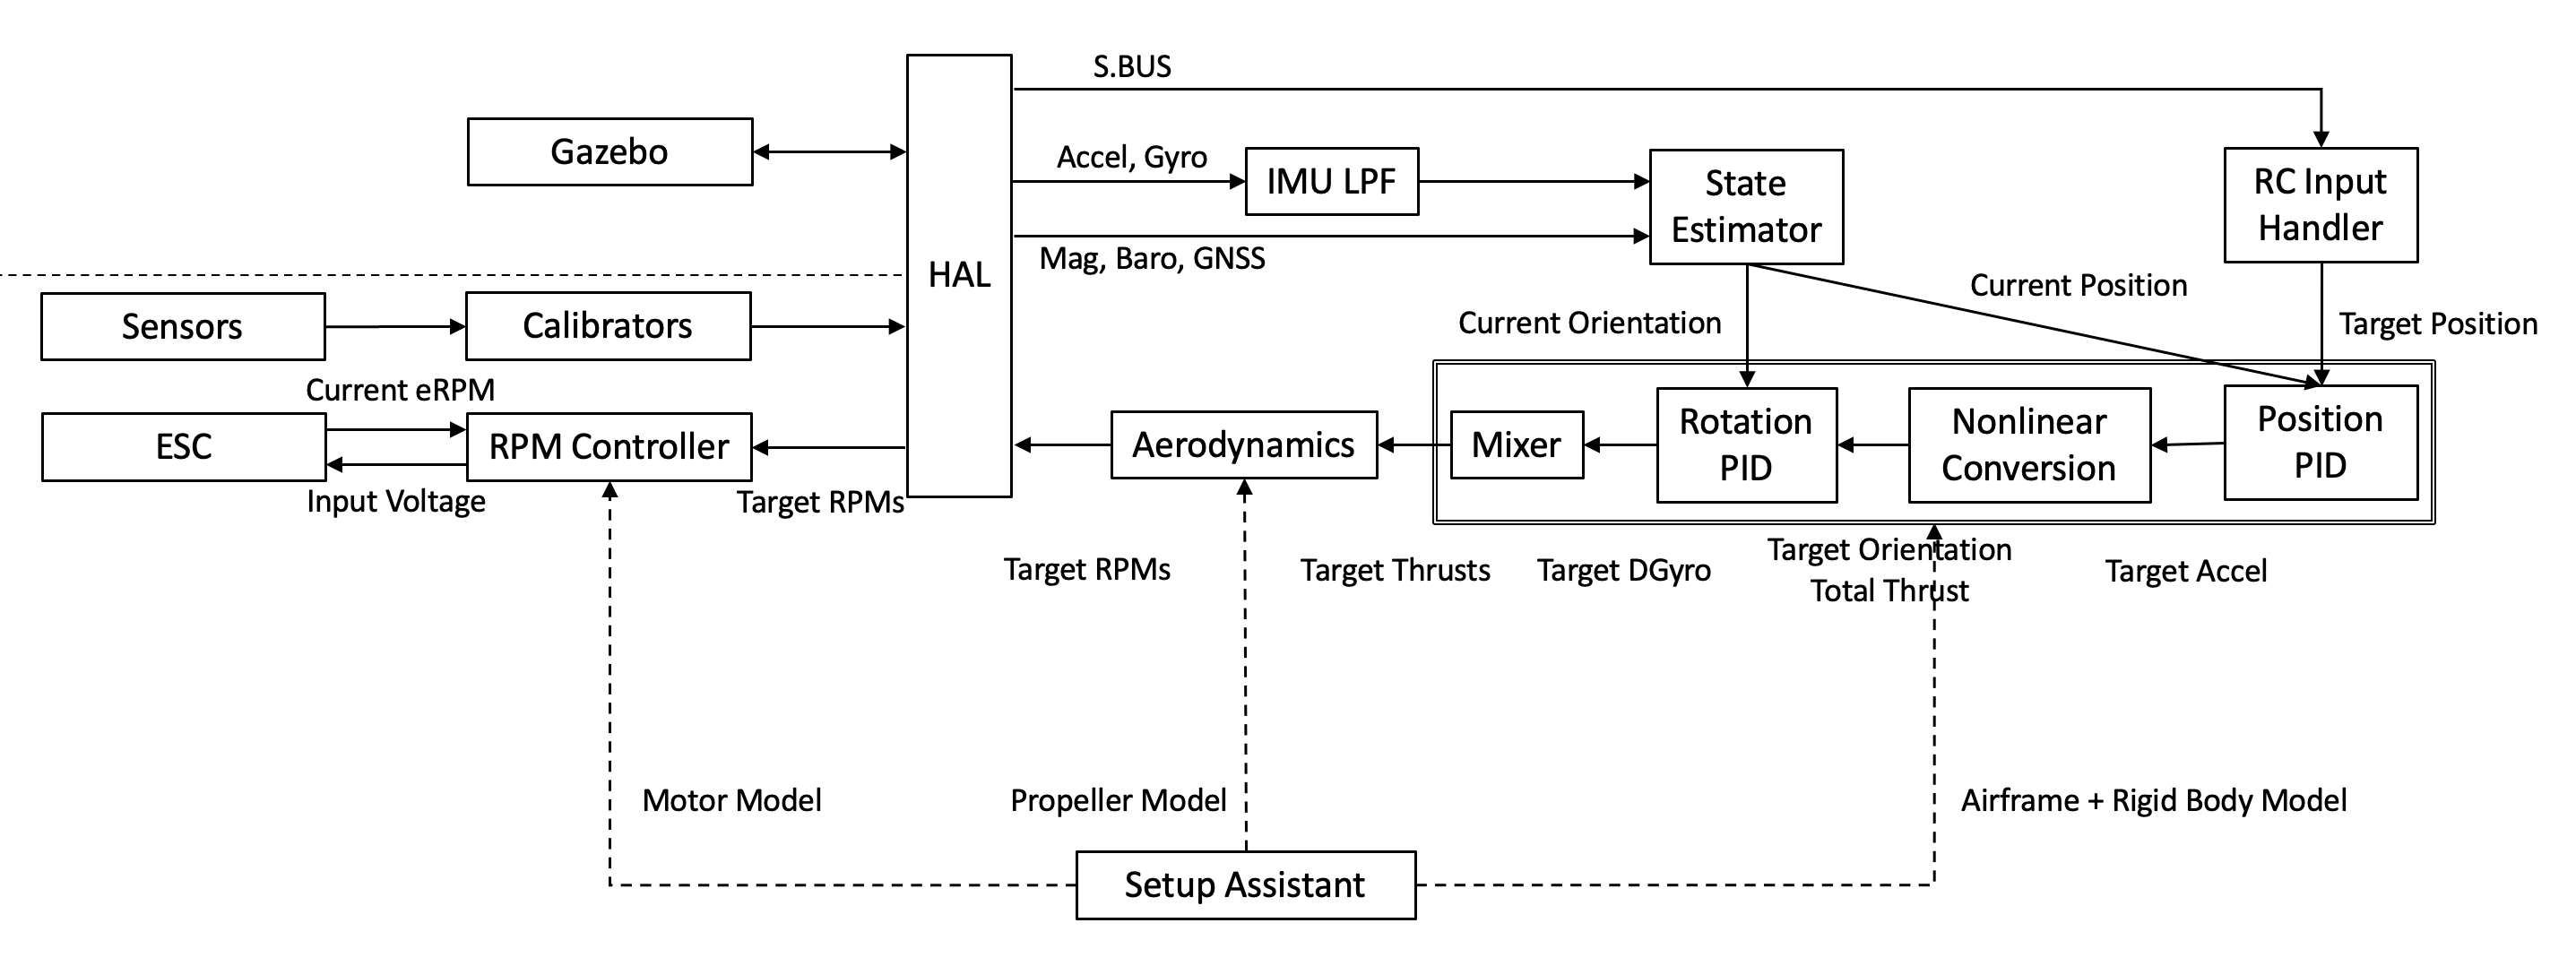 S.BUS
Gazebo
Accel, Gyro
IMU LPF
State
Estimator
RC Input
Handler
HAL
Mag, Baro, GNSS
Sensors
Calibrators
Current Orientation
Current Position
Target Position
Current eRPM
ESC
RPM Controller
Input Voltage
Target RPMs
Aerodynamics
Mixer
Rotation
PID
Nonlinear
Conversion
Position
PID
Target RPMs
Target Thrusts
Target DGyro
Target Orientation
Total Thrust
Target Accel
Motor Model
Propeller Model
Airframe + Rigid Body Model
Setup Assistant